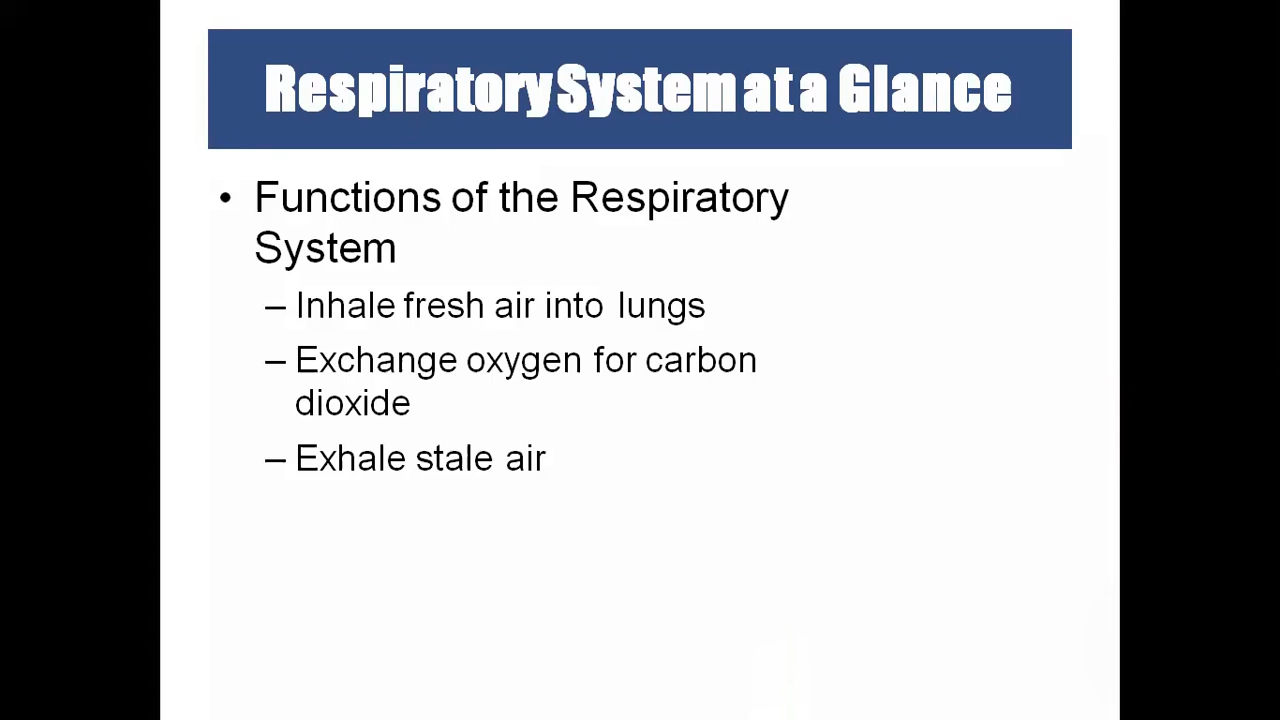 Respiratory System at a Glance
• Functions of the Respiratory
System
– Inhale fresh air into lungs
– Exchange oxygen for carbon
dioxide
– Exhale stale air